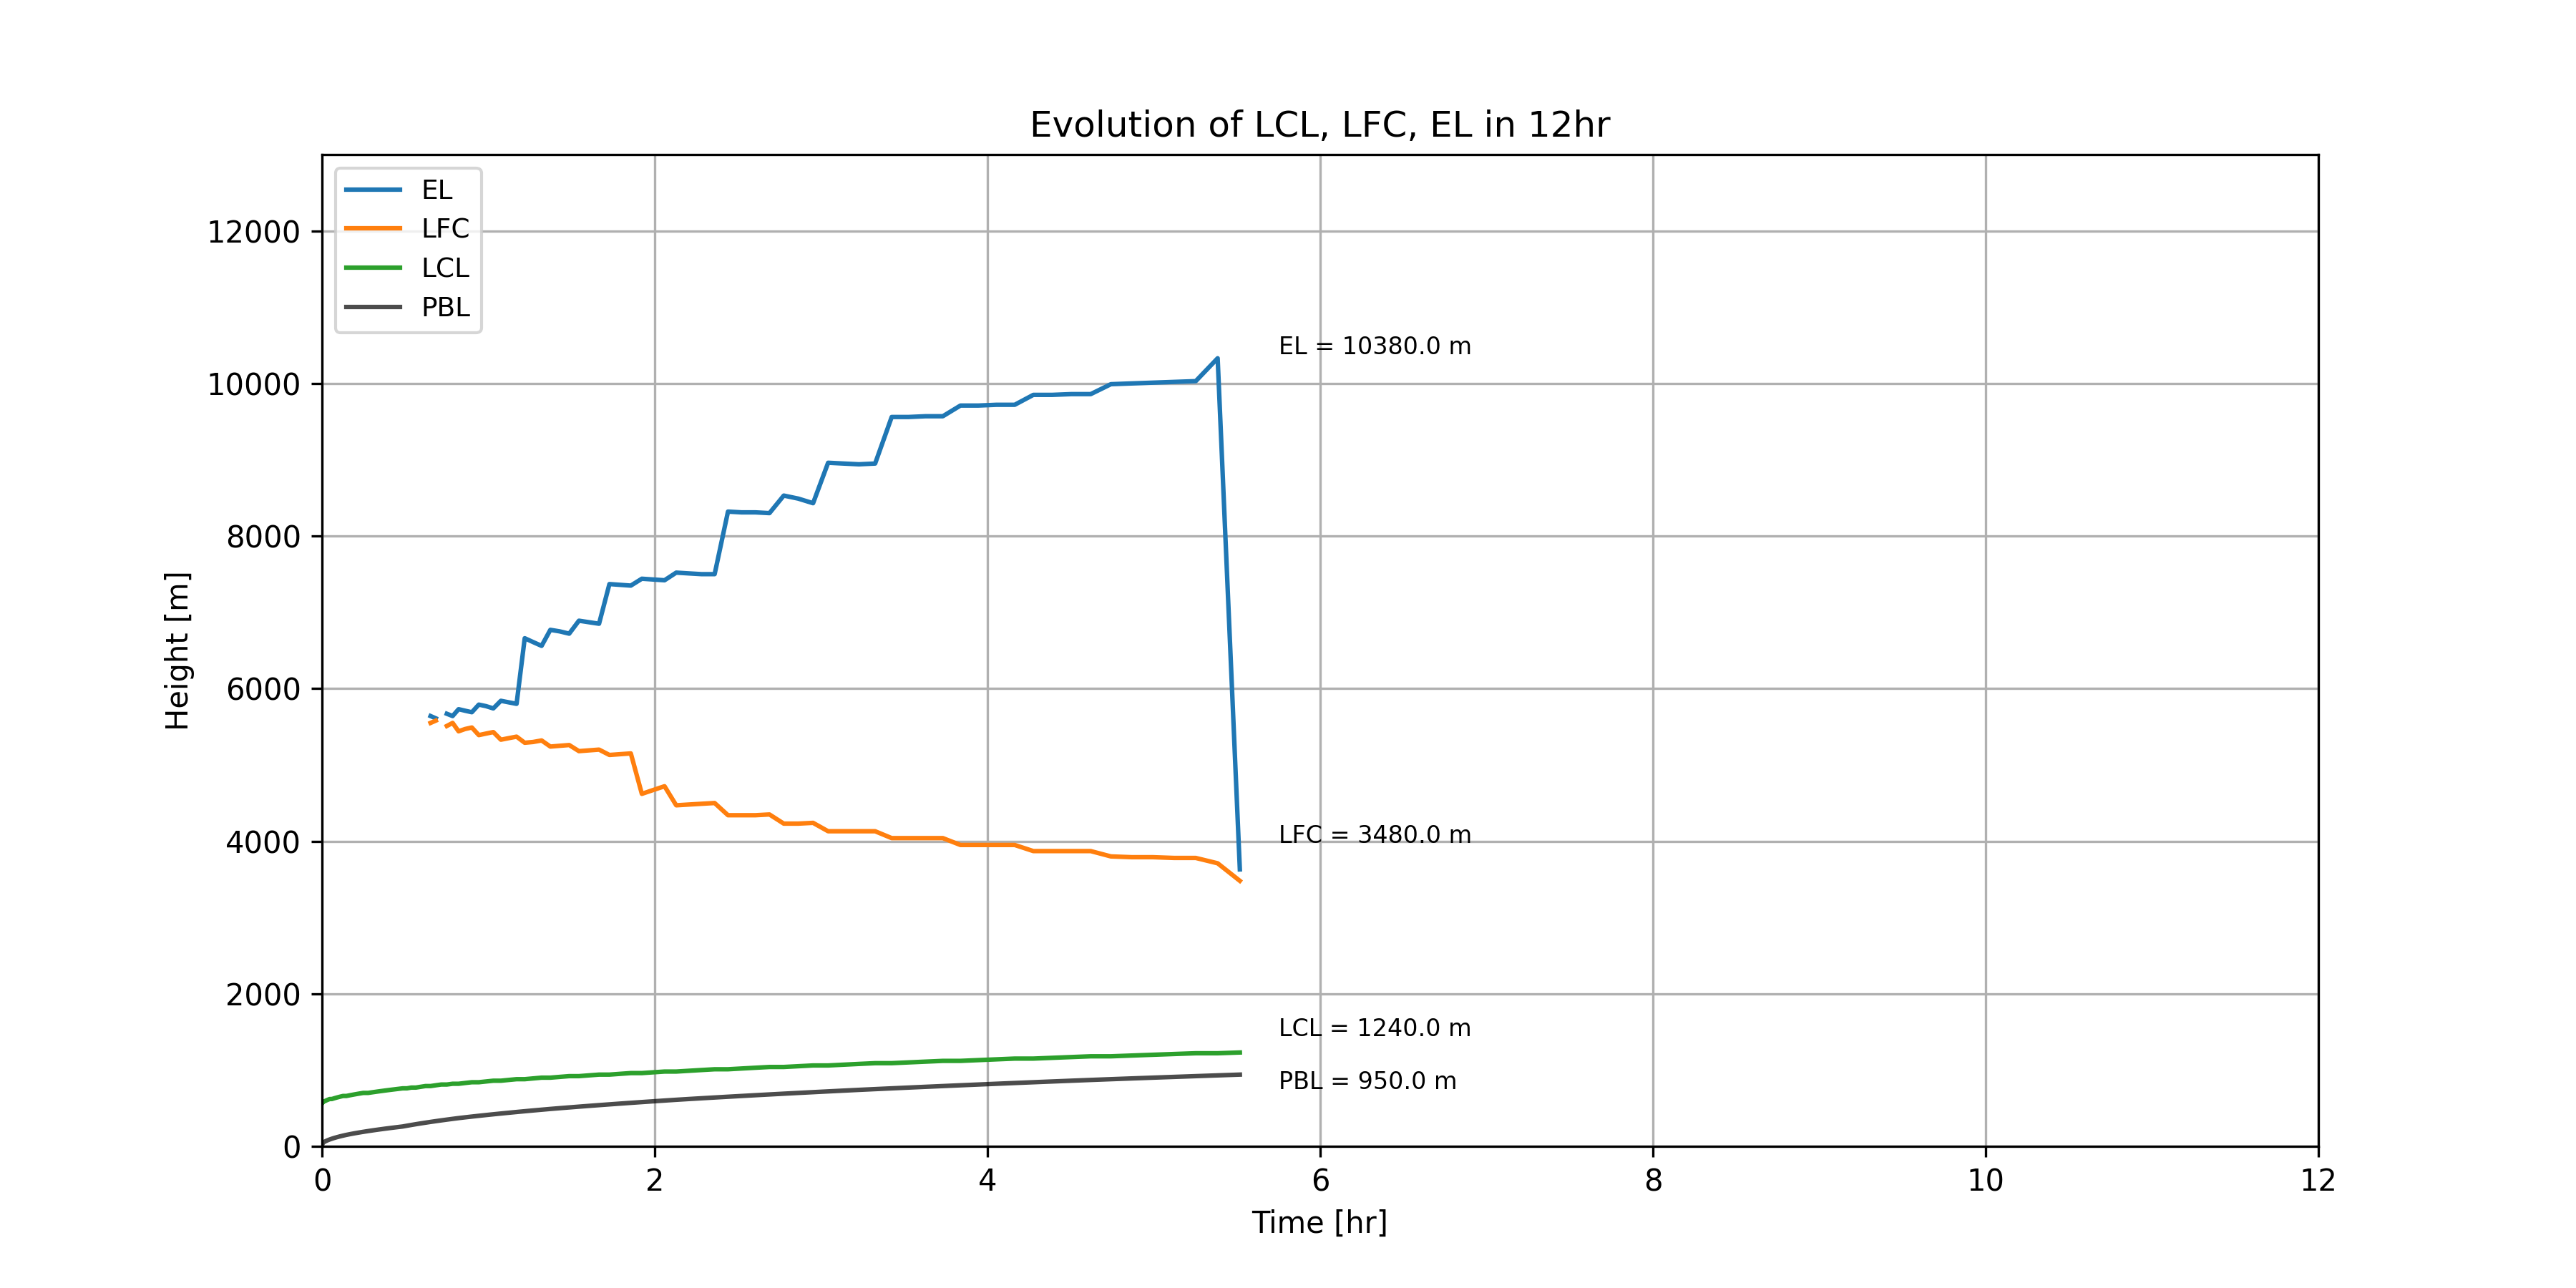 Evolution of LCL, LFC, EL in 12hr
EL
LFC
LCL
PBL
12000
10000
8000
6000
4000
2000
0
Height [m]
EL = 10380.0 m
LFC = 3480.0 m
LCL = 1240.0 m
PBL = 950.0 m
0 2 4 6 8 10 12
Time [hr]